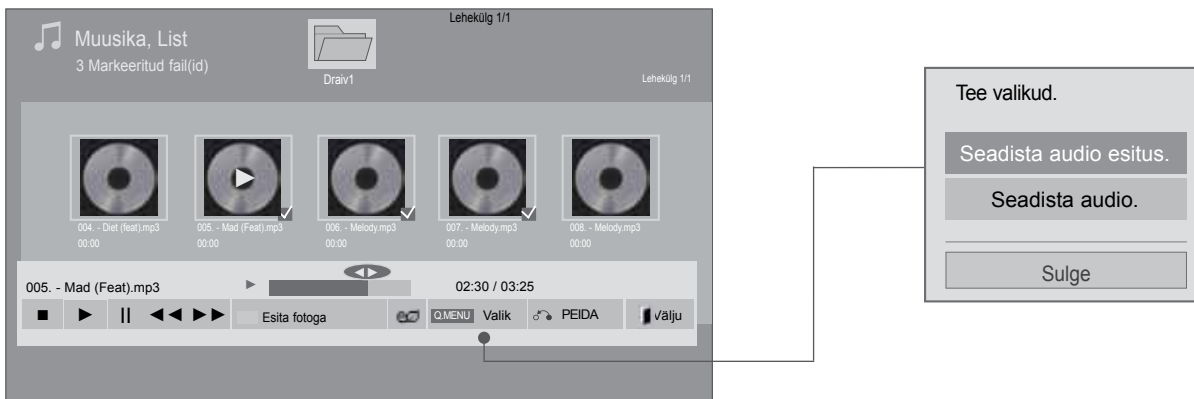 Lehekülg 1/1
Muusika, List
3 Markeeritud fail(id)
Draiv1
Lehekülg 1/1
004. - Diet (feat).mp3
00:00
005. - Mad (Feat).mp3
00:00
006. - Melody.mp3
00:00
007. - Melody.mp3
00:00
008. - Melody.mp3
00:00
005. - Mad (Feat).mp3
02:30 / 03:25
Esita fotoga
Q.MENU Valik
PEIDA
Välju
Tee valikud.
Seadista audio esitus.
Seadista audio.
Sulge